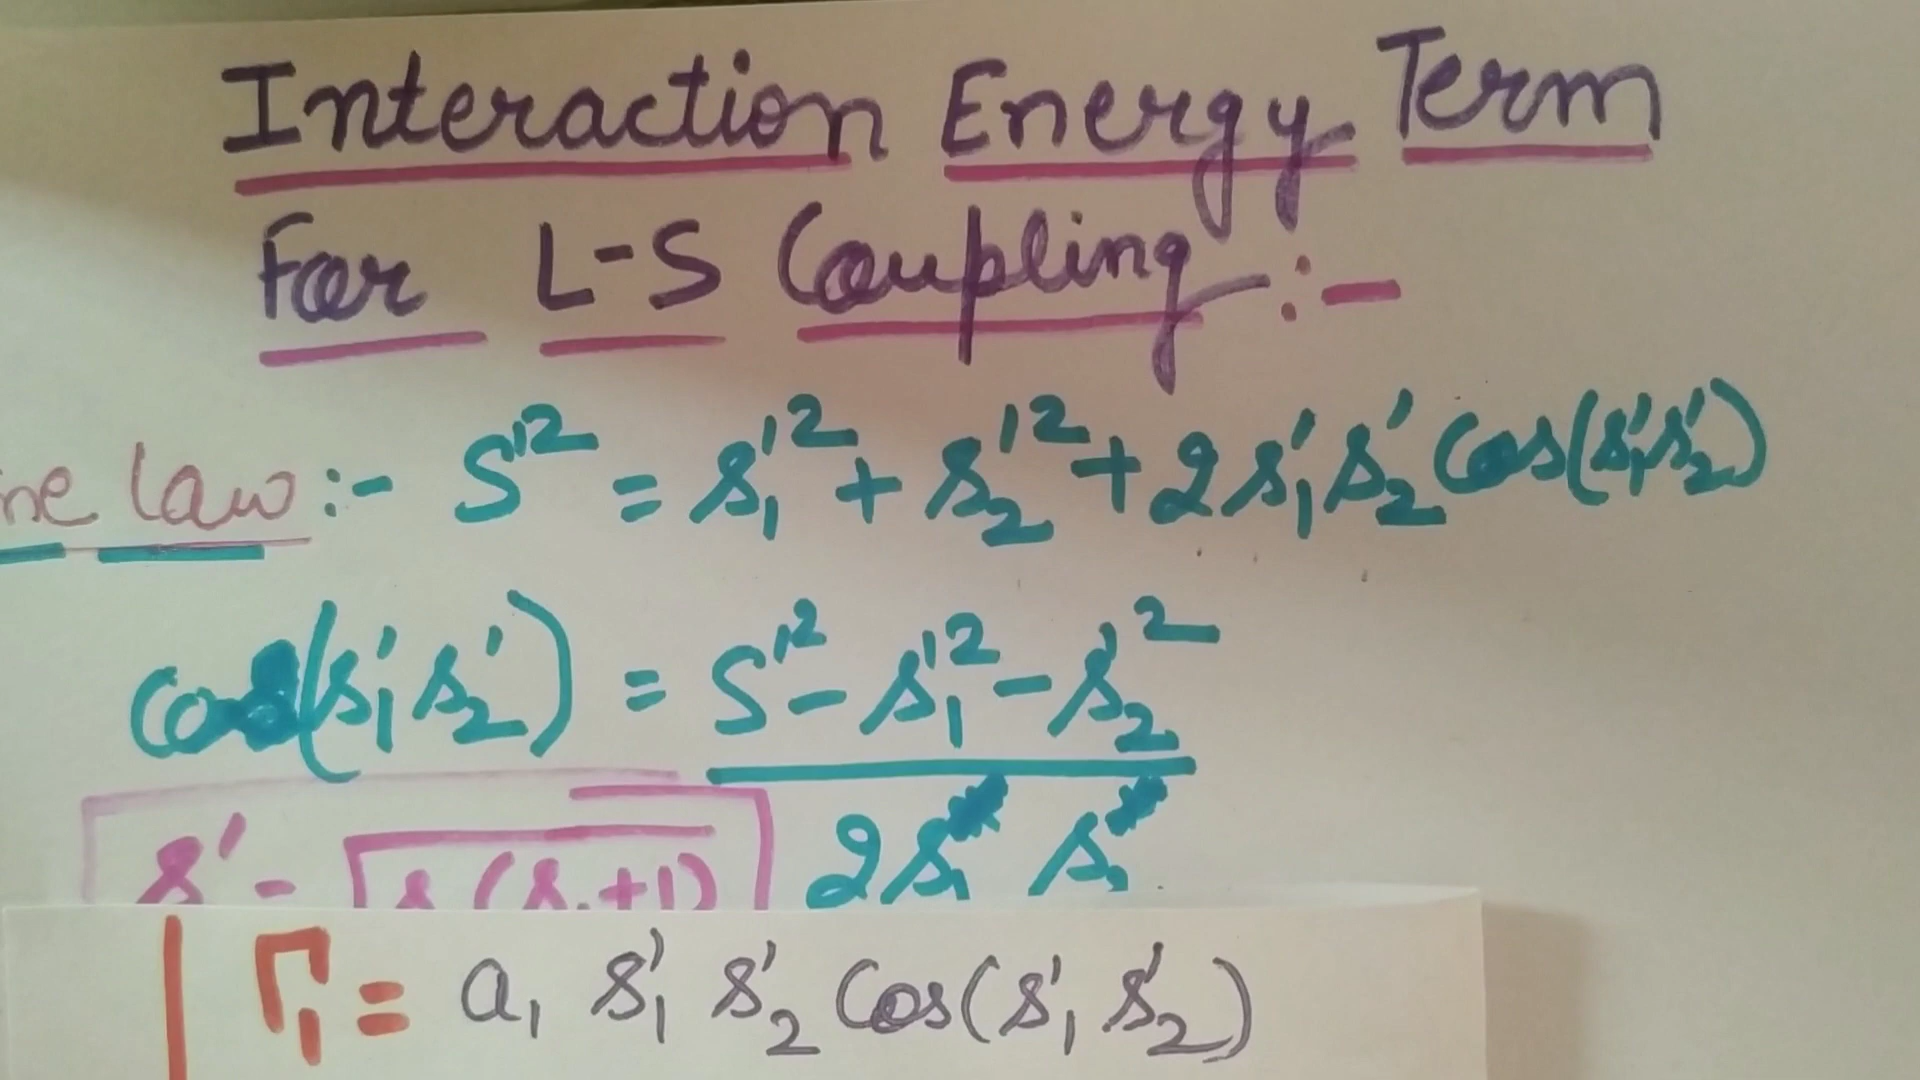 Interaction Energy Term
For L-S Coupling :-
law :- S'² = s₁'² + s₂'² + 2s₁'s₂' Cos(s₁'s₂')
cos(s₁'s₂') = S'² - s₁'² - s₂'²
2s₁* s₂*
s' = √s(s+1)
Γ₁ = a₁ s₁' s₂' Cos(s₁' s₂')